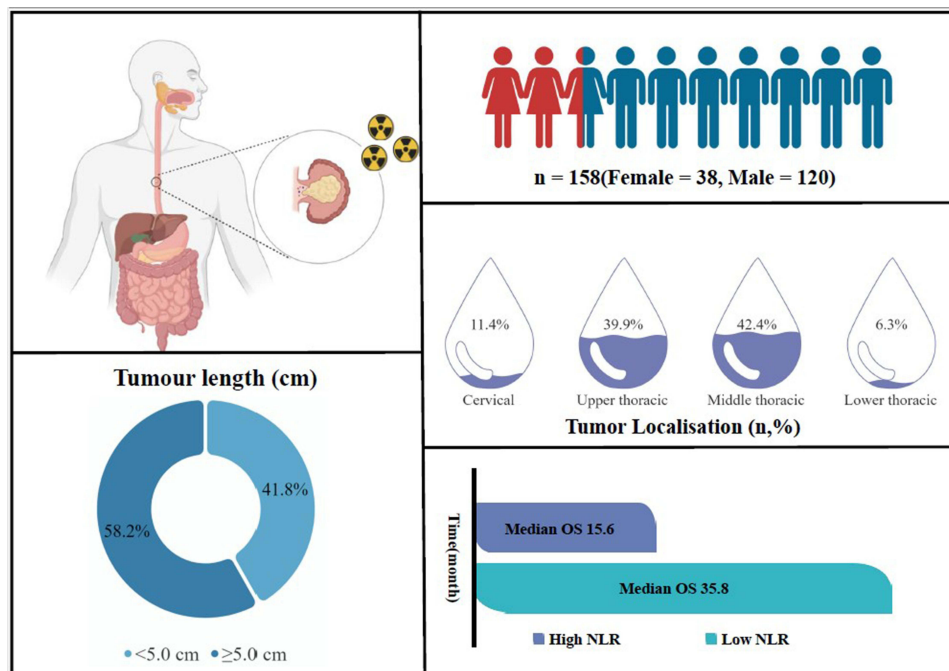 n = 158(Female = 38, Male = 120)
11.4%
39.9%
42.4%
6.3%
Cervical
Upper thoracic
Middle thoracic
Lower thoracic
Tumor Localisation (n,%)
Tumour length (cm)
41.8%
58.2%
<5.0 cm
≥5.0 cm
Time(month)
Median OS 15.6
Median OS 35.8
High NLR
Low NLR